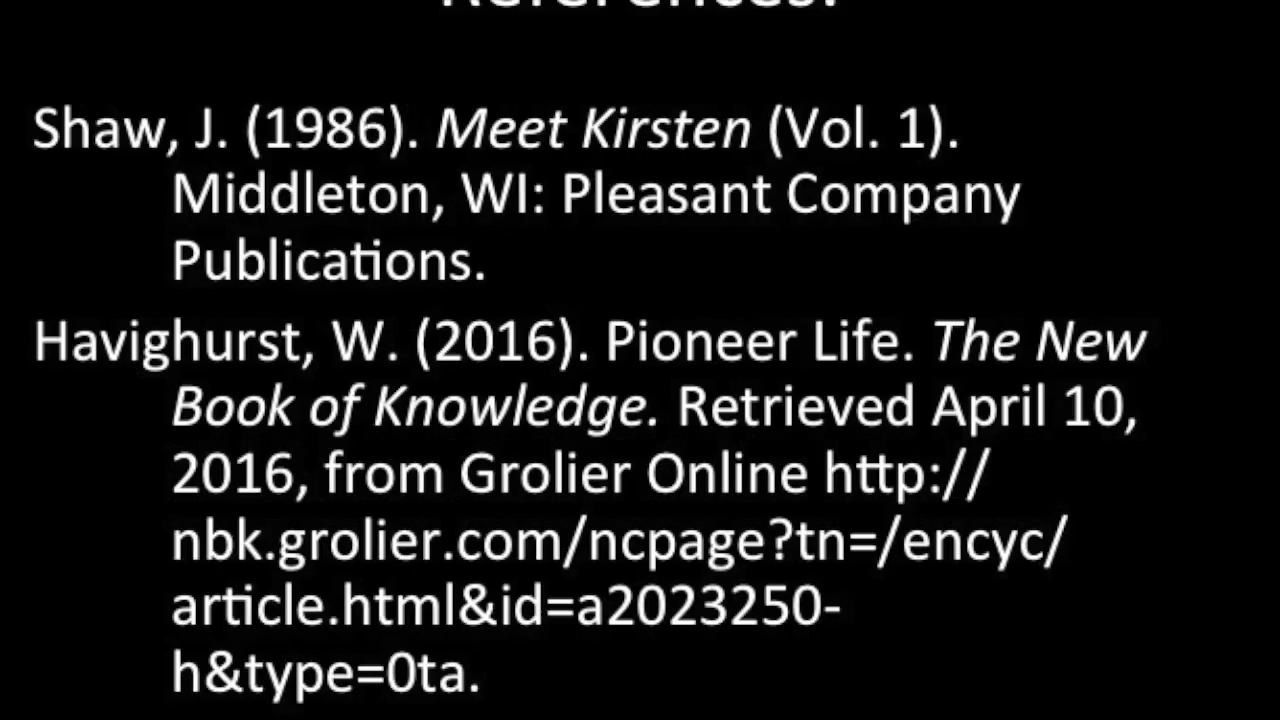 References:
Shaw, J. (1986). Meet Kirsten (Vol. 1).
Middleton, WI: Pleasant Company
Publications.
Havighurst, W. (2016). Pioneer Life. The New
Book of Knowledge. Retrieved April 10,
2016, from Grolier Online http://
nbk.grolier.com/ncpage?tn=/encyc/
article.html&id=a2023250-
h&type=0ta.